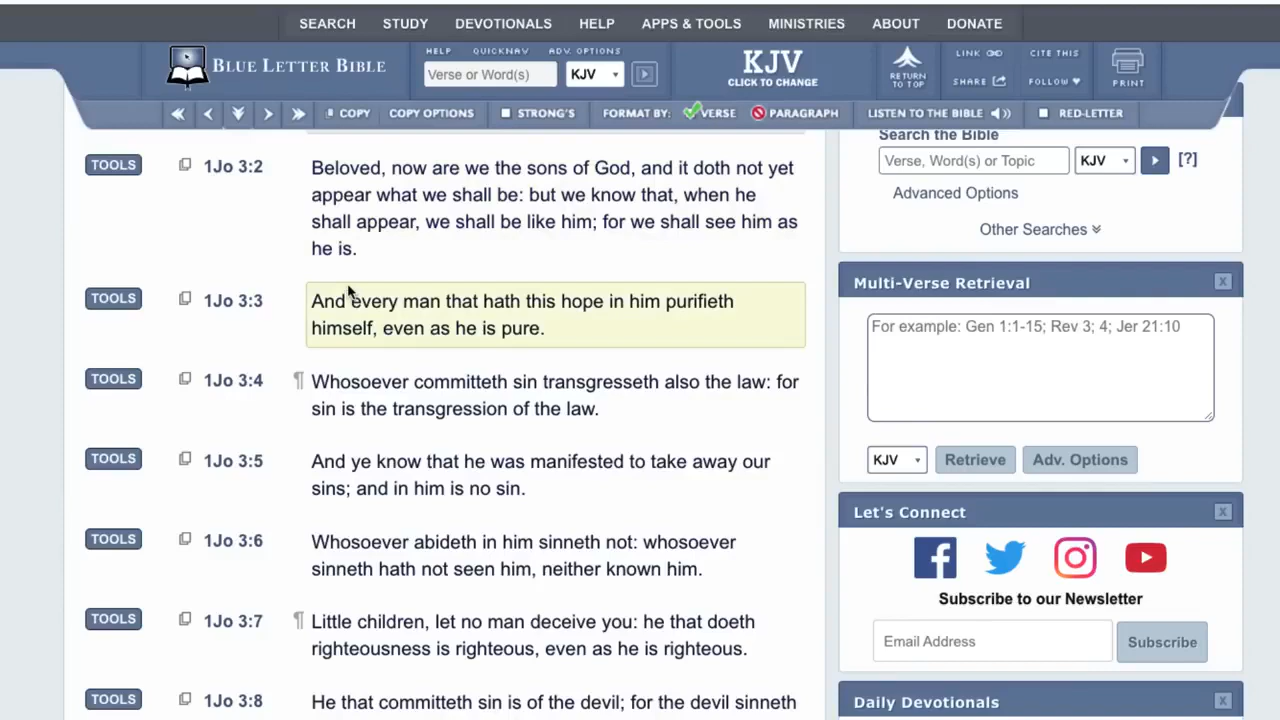 SEARCH STUDY DEVOTIONALS HELP APPS & TOOLS MINISTRIES ABOUT DONATE
BLUE LETTER BIBLE
HELP QUICKNAV ADV. OPTIONS
Verse or Word(s) KJV
KJV
CLICK TO CHANGE
RETURN
TO TOP
LINK
SHARE
CITE THIS
FOLLOW
PRINT
COPY COPY OPTIONS STRONG'S FORMAT BY: VERSE PARAGRAPH LISTEN TO THE BIBLE RED-LETTER
TOOLS 1Jo 3:2 Beloved, now are we the sons of God, and it doth not yet
appear what we shall be: but we know that, when he
shall appear, we shall be like him; for we shall see him as
he is.
TOOLS 1Jo 3:3 And every man that hath this hope in him purifieth
himself, even as he is pure.
TOOLS 1Jo 3:4 ¶ Whosoever committeth sin transgresseth also the law: for
sin is the transgression of the law.
TOOLS 1Jo 3:5 And ye know that he was manifested to take away our
sins; and in him is no sin.
TOOLS 1Jo 3:6 Whosoever abideth in him sinneth not: whosoever
sinneth hath not seen him, neither known him.
TOOLS 1Jo 3:7 ¶ Little children, let no man deceive you: he that doeth
righteousness is righteous, even as he is righteous.
TOOLS 1Jo 3:8 He that committeth sin is of the devil; for the devil sinneth
Search the Bible
Verse, Word(s) or Topic KJV [?]
Advanced Options
Other Searches
Multi-Verse Retrieval X
For example: Gen 1:1-15; Rev 3; 4; Jer 21:10
KJV Retrieve Adv. Options
Let's Connect X
Subscribe to our Newsletter
Email Address Subscribe
Daily Devotionals X